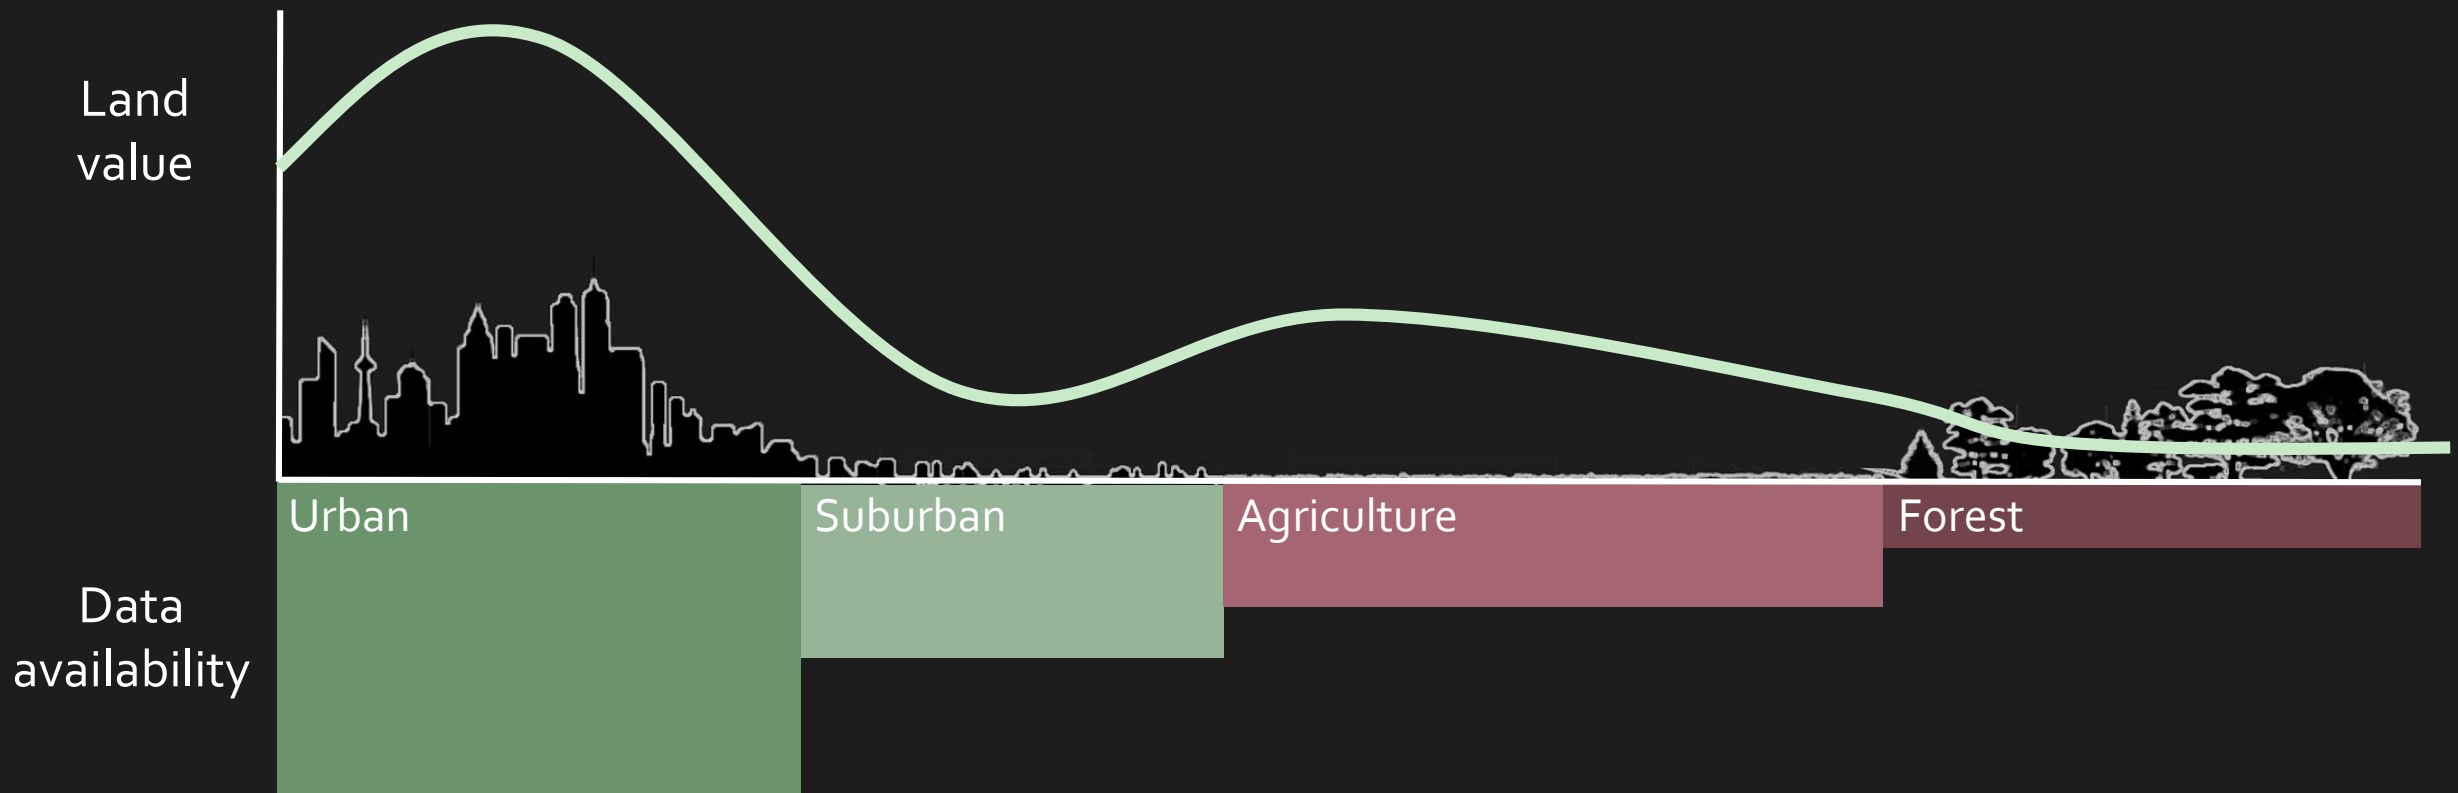 Land
value
Urban
Suburban
Agriculture
Forest
Data
availability